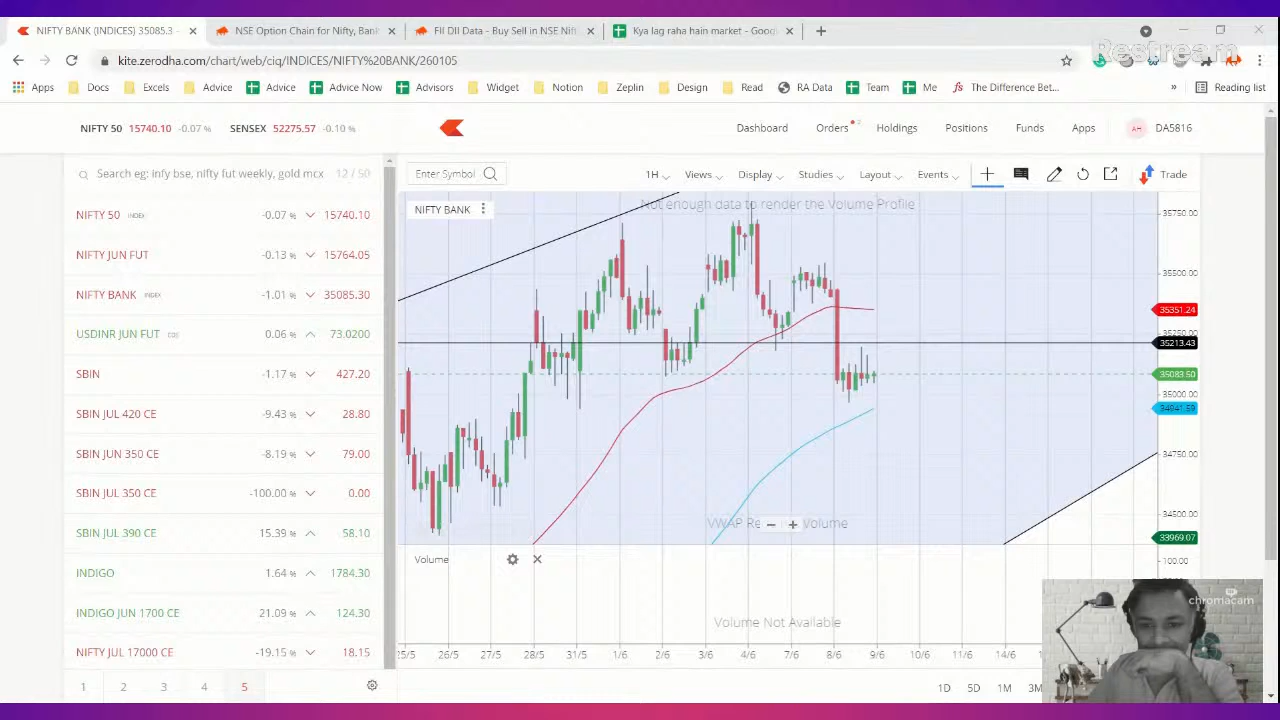 NIFTY BANK (INDICES) 35085.3 -
NSE Option Chain for Nifty, Bank
FII DII Data - Buy Sell in NSE Nift
Kya lag raha hain market - Googl
Restream
kite.zerodha.com/chart/web/ciq/INDICES/NIFTY%20BANK/260105
Apps Docs Exits Advice Advice Advice Now Advisors Widget Notion Zeplin Design Read RA Data Team Me The Difference Bet... » Reading list
NIFTY 50 15740.10 -0.07 % SENSEX 52275.57 -0.10 %
Dashboard Orders 2 Holdings Positions Funds Apps AH DA5816
Search eg: infy bse, nifty fut weekly, gold mcx 12 / 50
NIFTY 50 INDEX -0.07 % 15740.10
NIFTY JUN FUT -0.13 % 15764.05
NIFTY BANK INDEX -1.01 % 35085.30
USDINR JUN FUT CDS 0.06 % 73.0200
SBIN -1.17 % 427.20
SBIN JUL 420 CE -9.43 % 28.80
SBIN JUN 350 CE -8.19 % 79.00
SBIN JUL 350 CE -100.00 % 0.00
SBIN JUL 390 CE 15.39 % 58.10
INDIGO 1.64 % 1784.30
INDIGO JUN 1700 CE 21.09 % 124.30
NIFTY JUL 17000 CE -19.15 % 18.15
1 2 3 4 5
Enter Symbol 1H Views Display Studies Layout Events Trade
Not enough data to render the Volume Profile
NIFTY BANK
35750.00
35500.00
35351.24
35250.00
35213.43
35083.50
35000.00
34941.59
34750.00
34500.00
33969.07
VWAP Re Volume
Volume
100.00
Volume Not Available
chromacam
26/5 27/5 28/5 31/5 1/6 2/6 3/6 4/6 7/6 8/6 9/6 10/6 11/6 14/6
1D 5D 1M 3M